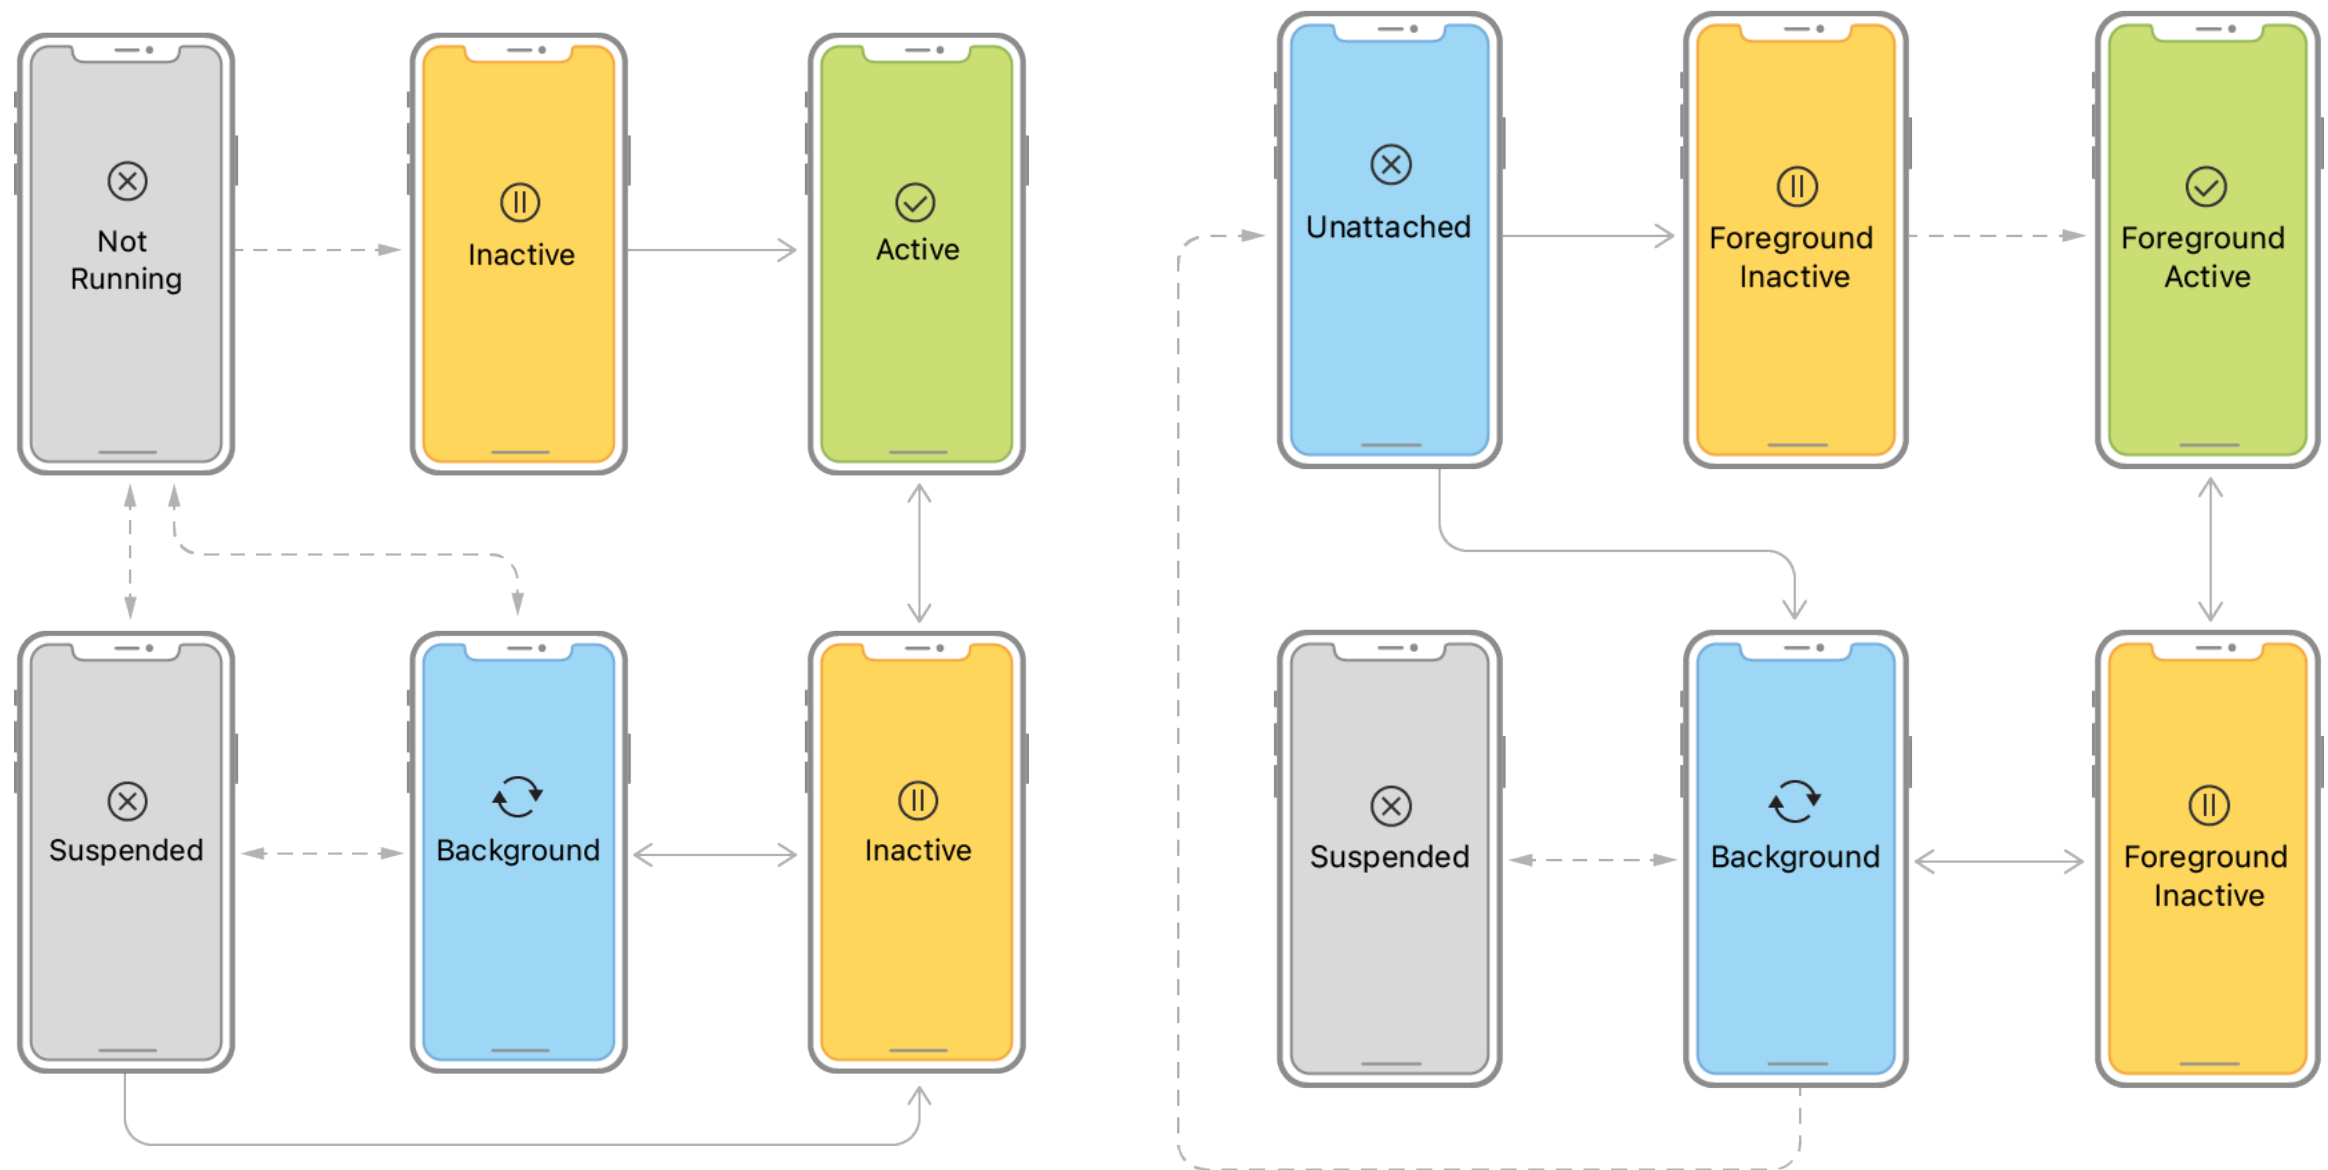 Not
Running
Inactive
Active
Suspended
Background
Inactive
Unattached
Foreground
Inactive
Foreground
Active
Suspended
Background
Foreground
Inactive